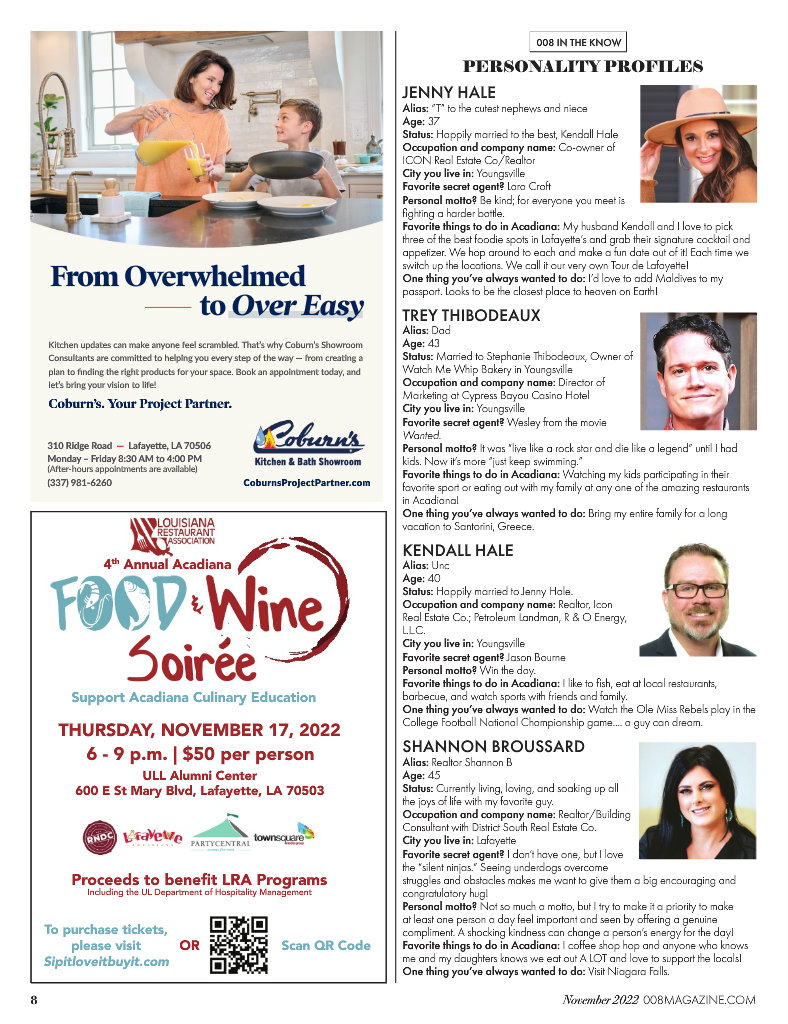 From Overwhelmed
to Over Easy
Kitchen updates can make anyone feel scrambled. That's why Coburn's Showroom
Consultants are committed to helping you every step of the way — from creating a
plan to finding the right products for your space. Book an appointment today, and
let's bring your vision to life!
Coburn's. Your Project Partner.
310 Ridge Road — Lafayette, LA 70506
Monday – Friday 8:30 AM to 4:00 PM
(After-hours appointments are available)
(337) 981-6260
Coburn's
Kitchen & Bath Showroom
CoburnsProjectPartner.com
LOUISIANA
RESTAURANT
ASSOCIATION
4th Annual Acadiana
FOOD & Wine
Soirée
Support Acadiana Culinary Education
THURSDAY, NOVEMBER 17, 2022
6 - 9 p.m. | $50 per person
ULL Alumni Center
600 E St Mary Blvd, Lafayette, LA 70503
RNDC
Lafayette
PARTYCENTRAL
townsquare
Proceeds to benefit LRA Programs
Including the UL Department of Hospitality Management
To purchase tickets,
please visit
Sipitloveitbuyit.com
OR
Scan QR Code
008 IN THE KNOW
PERSONALITY PROFILES
JENNY HALE
Alias: "T" to the cutest nephews and niece
Age: 37
Status: Happily married to the best, Kendall Hale
Occupation and company name: Co-owner of
ICON Real Estate Co/Realtor
City you live in: Youngsville
Favorite secret agent? Lara Croft
Personal motto? Be kind; for everyone you meet is
fighting a harder battle.
Favorite things to do in Acadiana: My husband Kendall and I love to pick
three of the best foodie spots in Lafayette's and grab their signature cocktail and
appetizer. We hop around to each and make a fun date out of it! Each time we
switch up the locations. We call it our very own Tour de Lafayette!
One thing you've always wanted to do: I'd love to add Maldives to my
passport. Looks to be the closest place to heaven on Earth!
TREY THIBODEAUX
Alias: Dad
Age: 43
Status: Married to Stephanie Thibodeaux, Owner of
Watch Me Whip Bakery in Youngsville
Occupation and company name: Director of
Marketing at Cypress Bayou Casino Hotel
City you live in: Youngsville
Favorite secret agent? Wesley from the movie
Wanted.
Personal motto? It was "live like a rock star and die like a legend" until I had
kids. Now it's more "just keep swimming."
Favorite things to do in Acadiana: Watching my kids participating in their
favorite sport or eating out with my family at any one of the amazing restaurants
in Acadiana!
One thing you've always wanted to do: Bring my entire family for a long
vacation to Santorini, Greece.
KENDALL HALE
Alias: Unc
Age: 40
Status: Happily married to Jenny Hale.
Occupation and company name: Realtor, Icon
Real Estate Co.; Petroleum Landman, R & O Energy,
L.L.C.
City you live in: Youngsville
Favorite secret agent? Jason Bourne
Personal motto? Win the day.
Favorite things to do in Acadiana: I like to fish, eat at local restaurants,
barbecue, and watch sports with friends and family.
One thing you've always wanted to do: Watch the Ole Miss Rebels play in the
College Football National Championship game.... a guy can dream.
SHANNON BROUSSARD
Alias: Realtor Shannon B
Age: 45
Status: Currently living, loving, and soaking up all
the joys of life with my favorite guy.
Occupation and company name: Realtor/Building
Consultant with District South Real Estate Co.
City you live in: Lafayette
Favorite secret agent? I don't have one, but I love
the "silent ninjas." Seeing underdogs overcome
struggles and obstacles makes me want to give them a big encouraging and
congratulatory hug!
Personal motto? Not so much a motto, but I try to make it a priority to make
at least one person a day feel important and seen by offering a genuine
compliment. A shocking kindness can change a person's energy for the day!
Favorite things to do in Acadiana: I coffee shop hop and anyone who knows
me and my daughters knows we eat out A LOT and love to support the locals!
One thing you've always wanted to do: Visit Niagara Falls.
8
November 2022 008MAGAZINE.COM